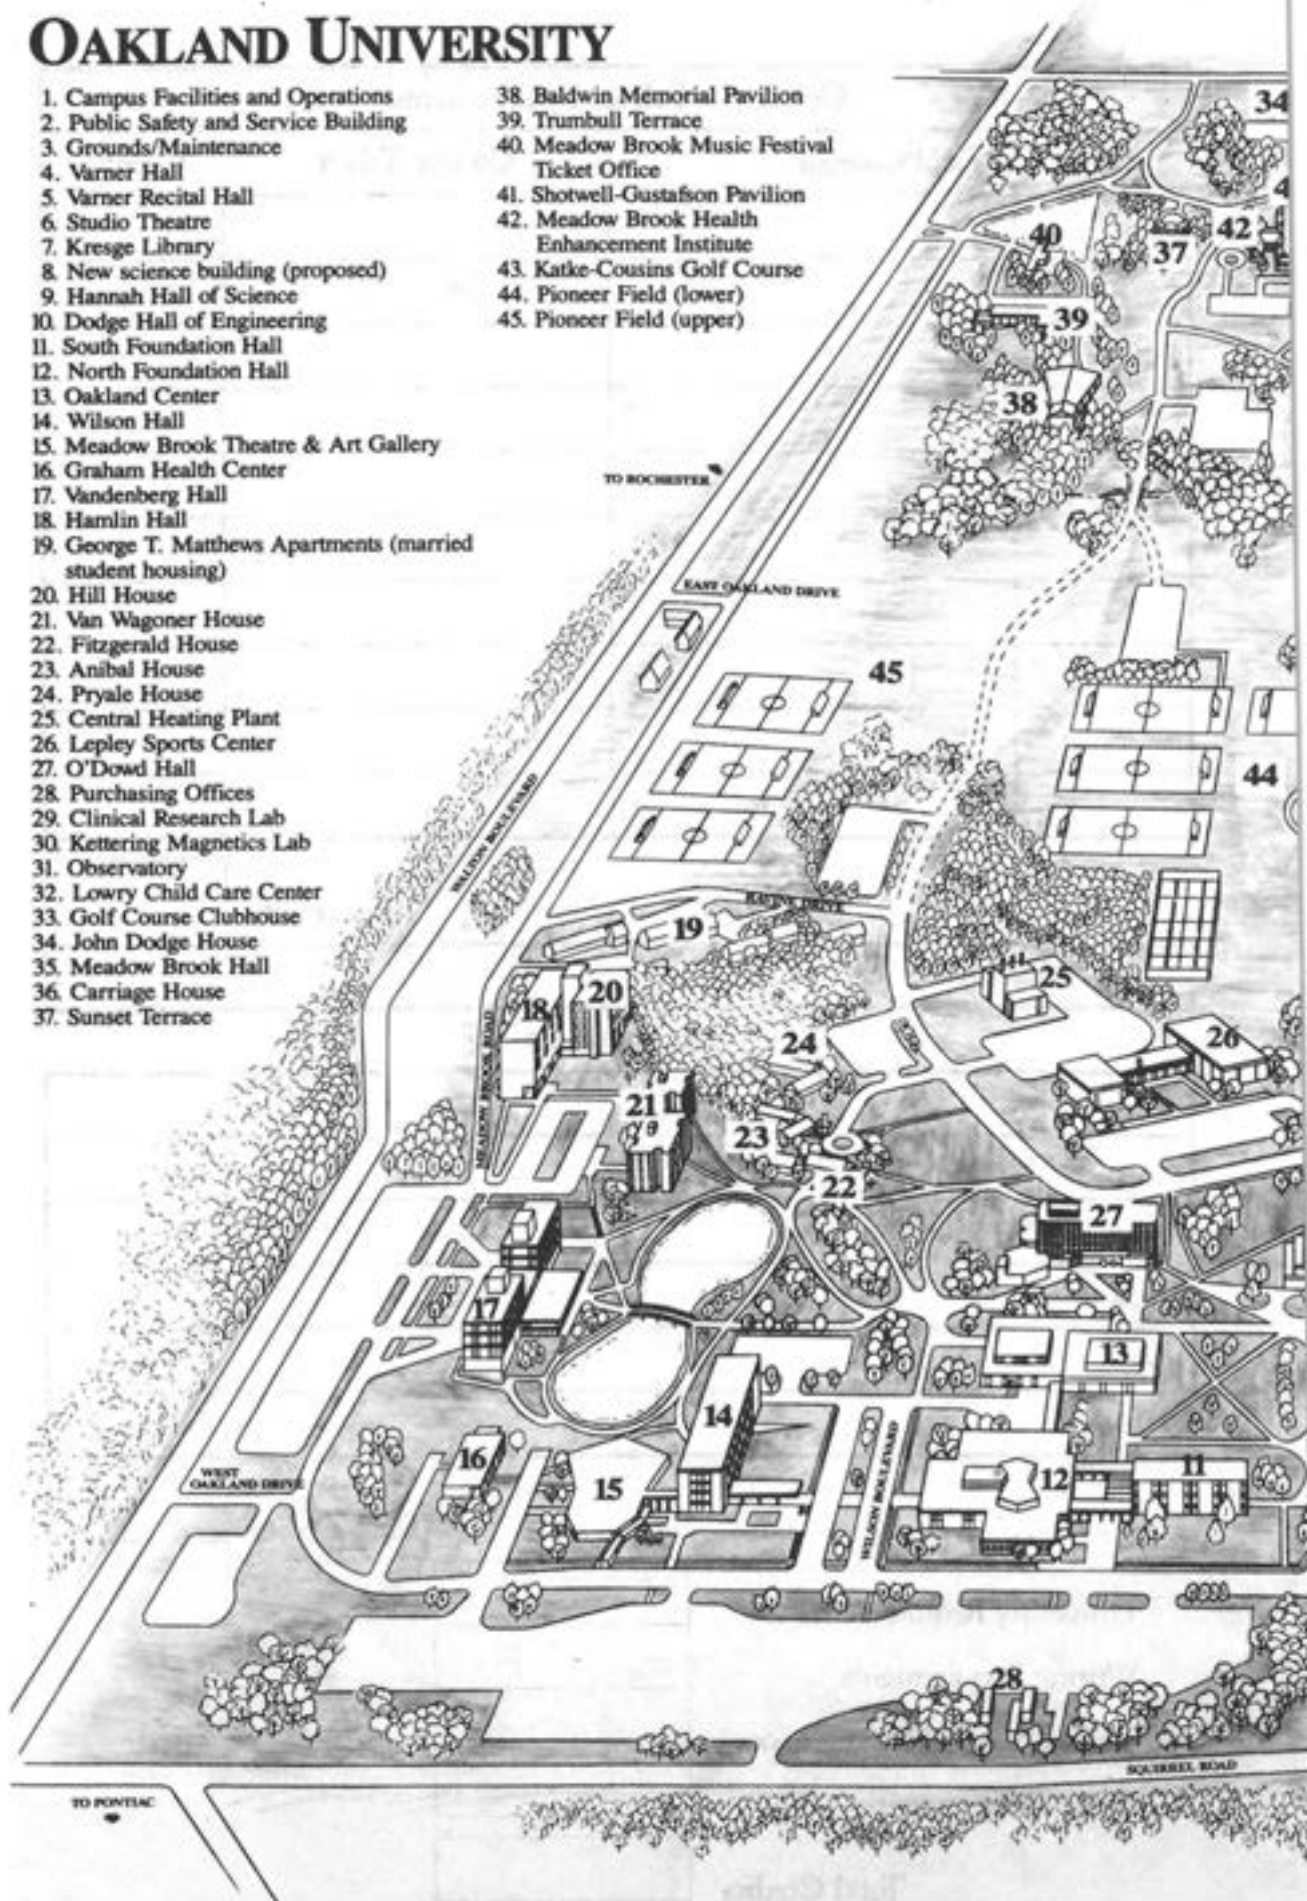 OAKLAND UNIVERSITY
1. Campus Facilities and Operations
2. Public Safety and Service Building
3. Grounds/Maintenance
4. Varner Hall
5. Varner Recital Hall
6. Studio Theatre
7. Kresge Library
8. New science building (proposed)
9. Hannah Hall of Science
10. Dodge Hall of Engineering
11. South Foundation Hall
12. North Foundation Hall
13. Oakland Center
14. Wilson Hall
15. Meadow Brook Theatre & Art Gallery
16. Graham Health Center
17. Vandenberg Hall
18. Hamlin Hall
19. George T. Matthews Apartments (married
student housing)
20. Hill House
21. Van Wagoner House
22. Fitzgerald House
23. Anibal House
24. Pryale House
25. Central Heating Plant
26. Lepley Sports Center
27. O'Dowd Hall
28. Purchasing Offices
29. Clinical Research Lab
30. Kettering Magnetics Lab
31. Observatory
32. Lowry Child Care Center
33. Golf Course Clubhouse
34. John Dodge House
35. Meadow Brook Hall
36. Carriage House
37. Sunset Terrace
38. Baldwin Memorial Pavilion
39. Trumbull Terrace
40. Meadow Brook Music Festival
Ticket Office
41. Shotwell-Gustafson Pavilion
42. Meadow Brook Health
Enhancement Institute
43. Katke-Cousins Golf Course
44. Pioneer Field (lower)
45. Pioneer Field (upper)
34
40
37
42
39
38
TO ROCHESTER
EAST OAKLAND DRIVE
45
44
WALTON BOULEVARD
RAVINE DRIVE
19
25
18
20
26
24
MEADOW BROOK ROAD
21
23
22
27
17
13
14
16
15
12
11
WEST
OAKLAND DRIVE
WILSON BOULEVARD
28
SQUIRREL ROAD
TO PONTIAC